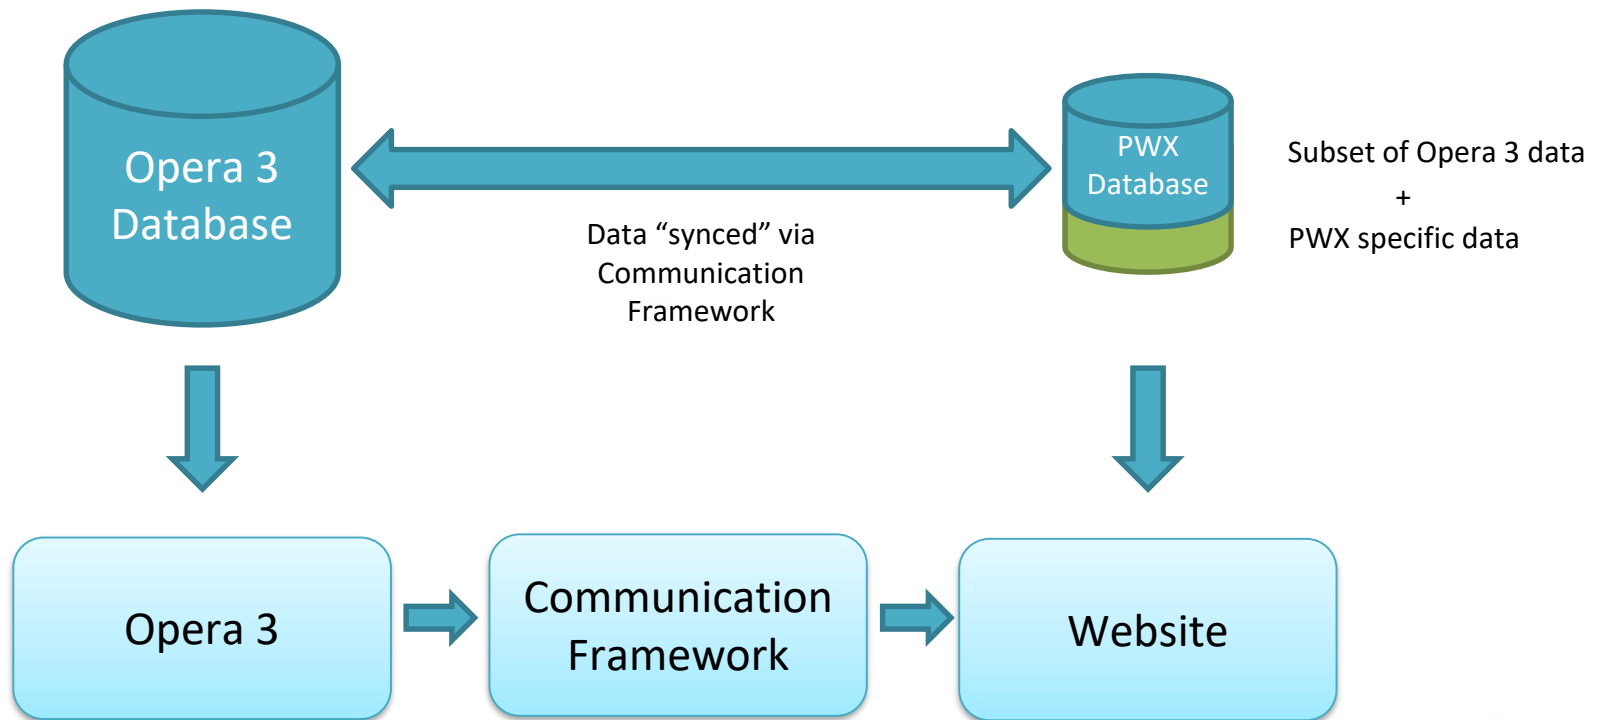 Opera 3
Database
PWX
Database
Subset of Opera 3 data
+
PWX specific data
Data “synced” via
Communication
Framework
Opera 3
Communication
Framework
Website